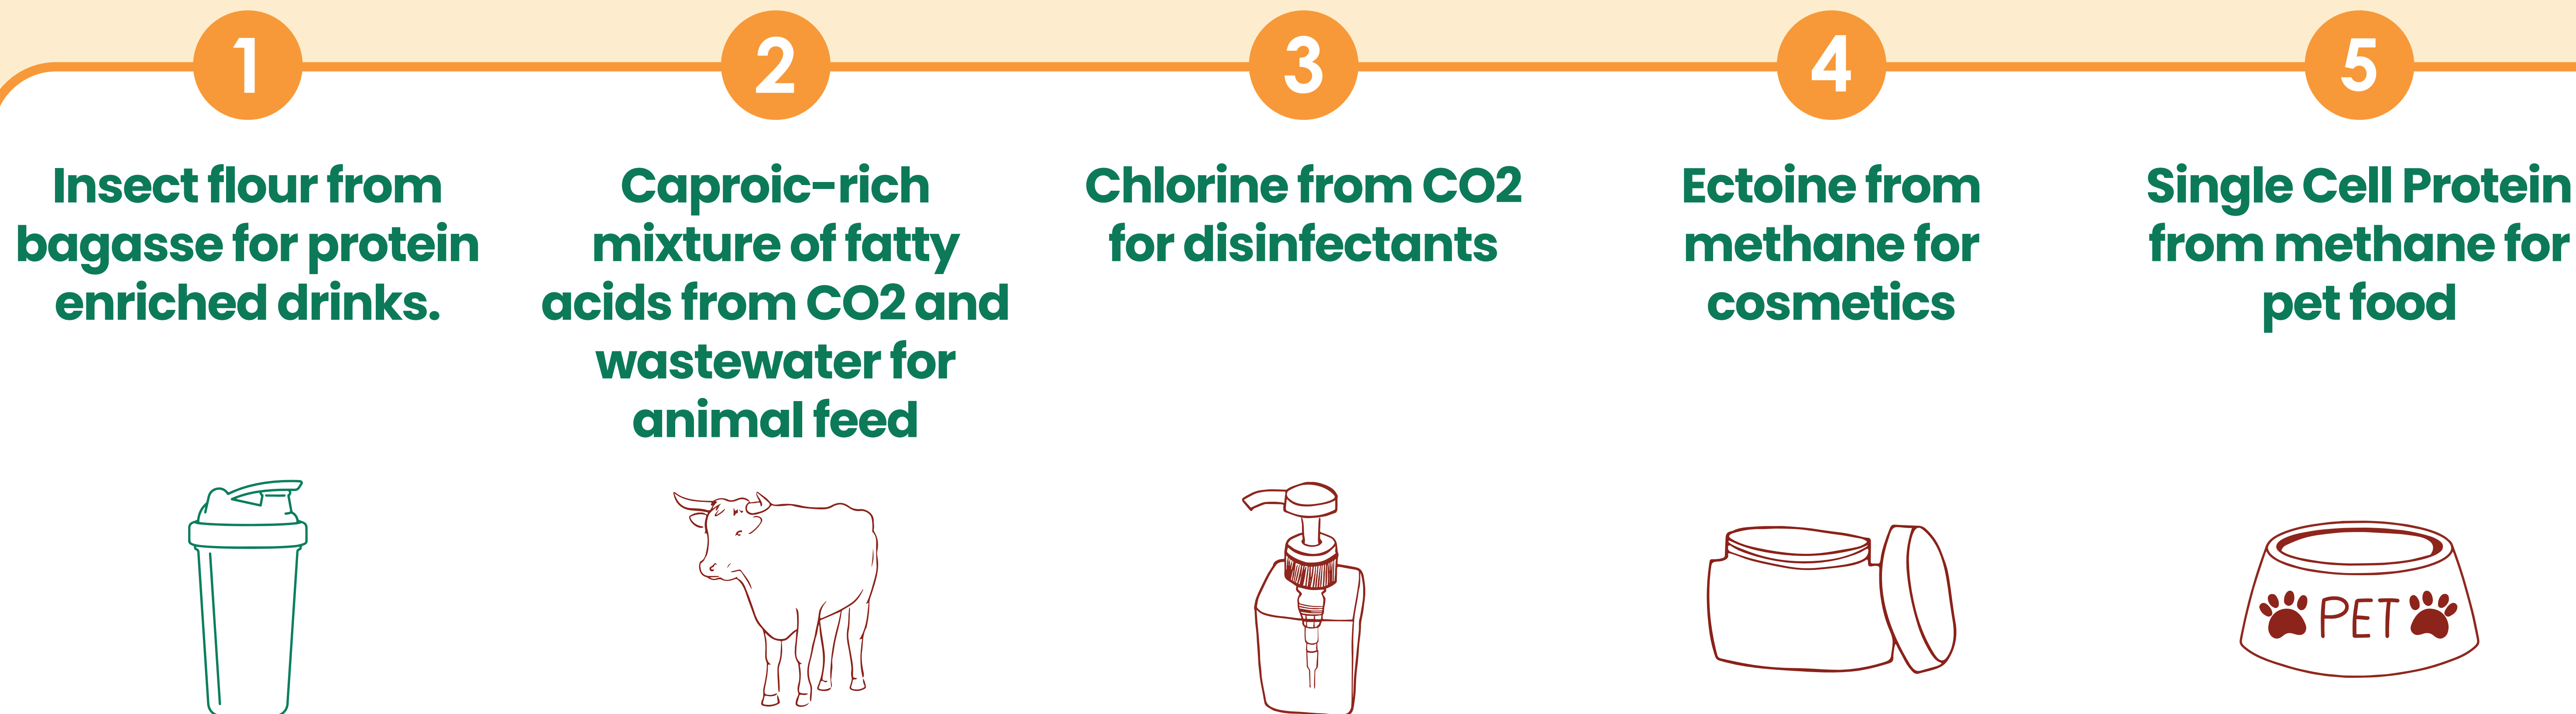 1
Insect flour from
bagasse for protein
enriched drinks.
2
Caproic-rich
mixture of fatty
acids from CO2 and
wastewater for
animal feed
3
Chlorine from CO2
for disinfectants
4
Ectoine from
methane for
cosmetics
5
Single Cell Protein
from methane for
pet food
PET